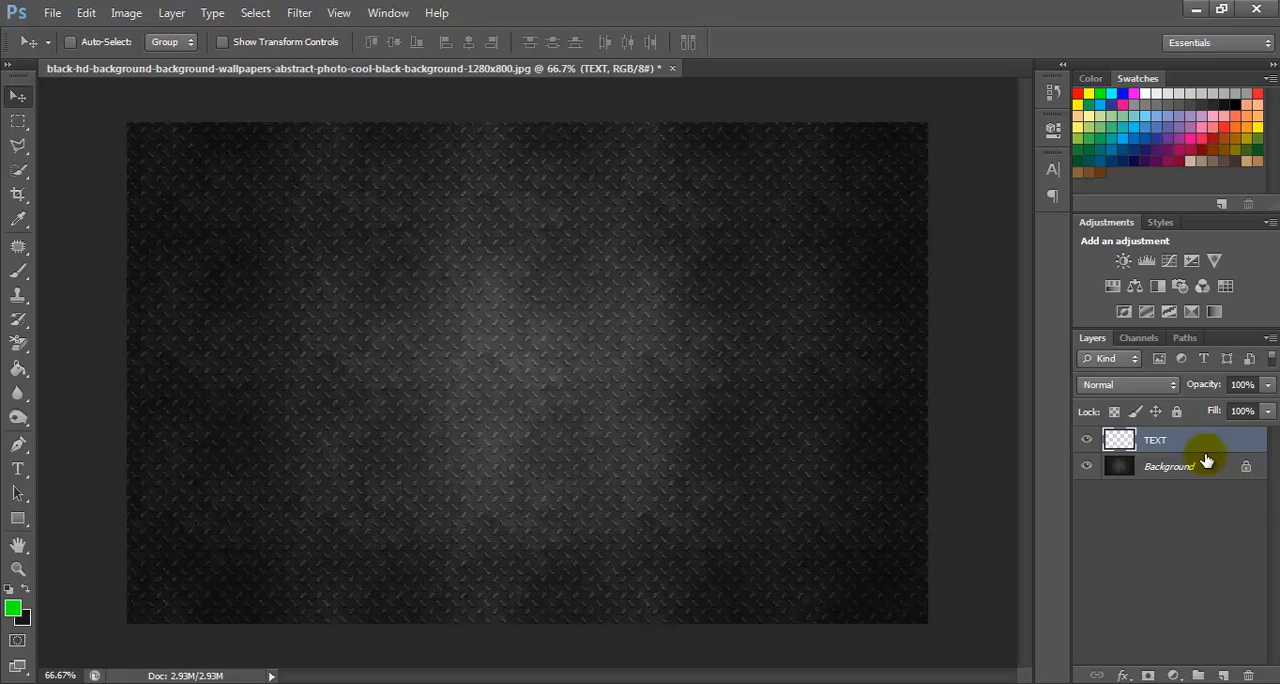 Ps File Edit Image Layer Type Select Filter View Window Help
Auto-Select: Group Show Transform Controls Essentials
black-hd-background-background-wallpapers-abstract-photo-cool-black-background-1280x800.jpg @ 66.7% (TEXT, RGB/8#) * ×
Color Swatches
Adjustments Styles
Add an adjustment
Layers Channels Paths
Kind
Normal Opacity: 100%
Lock: Fill: 100%
TEXT
Background
66.67% Doc: 2.93M/2.93M